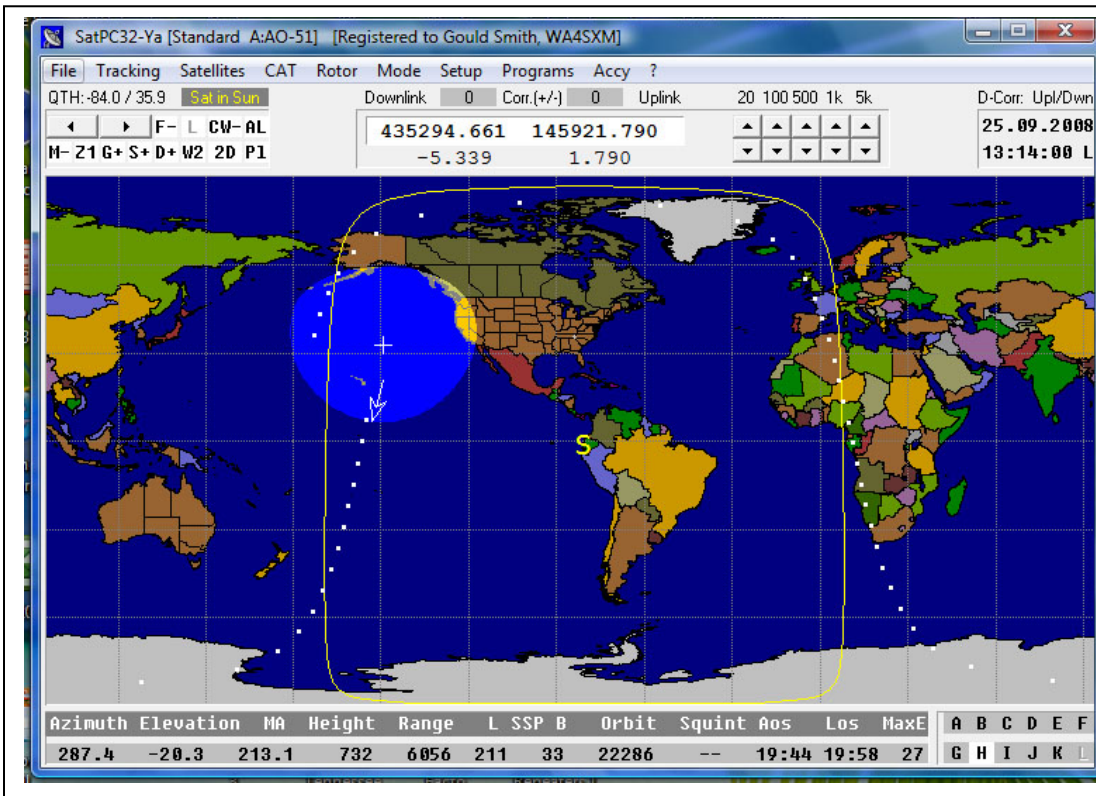 SatPC32-Ya [Standard A:AO-51] [Registered to Gould Smith, WA4SXM]
File Tracking Satellites CAT Rotor Mode Setup Programs Accy ?
QTH:-84.0 / 35.9 Sat in Sun Downlink 0 Corr.(+/-) 0 Uplink 20 100 500 1k 5k D-Corr: Upl/Dwn
F- L CW- AL 435294.661 145921.790 25.09.2008
M- Z1 G+ S+ D+ W2 2D P1 -5.339 1.790 13:14:00 L
S
Azimuth Elevation MA Height Range L SSP B Orbit Squint Aos Los MaxE A B C D E F
287.4 -20.3 213.1 732 6056 211 33 22286 -- 19:44 19:58 27 G H I J K L